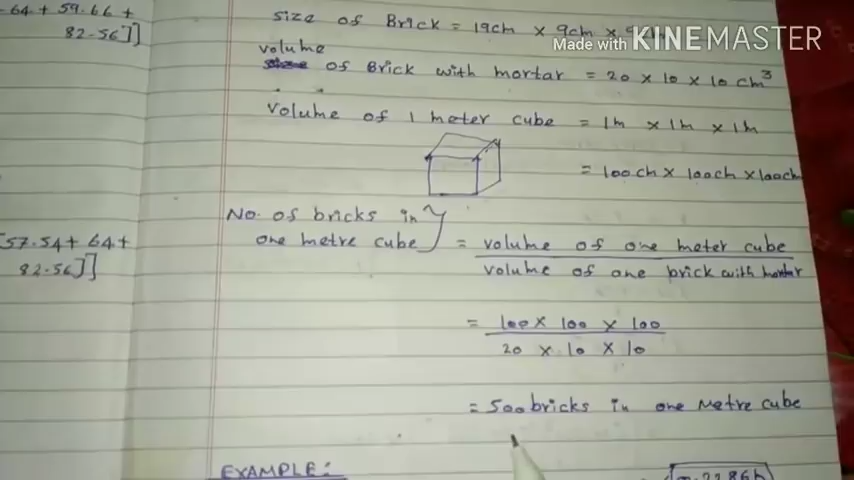 64 + 59.66 +
82.56]]
size of Brick = 19cm × 9cm ×
Made with KINEMASTER
volume
of Brick with mortar = 20 × 10 × 10 cm³
volume of 1 meter cube = 1m × 1m × 1m
= 100cm × 100cm × 100cm
No. of bricks in
one metre cube } = volume of one meter cube
volume of one brick with mortar
57.54 + 64 +
82.56]]
= 100 × 100 × 100
20 × 10 × 10
= 500 bricks in one Metre cube
EXAMPLE: